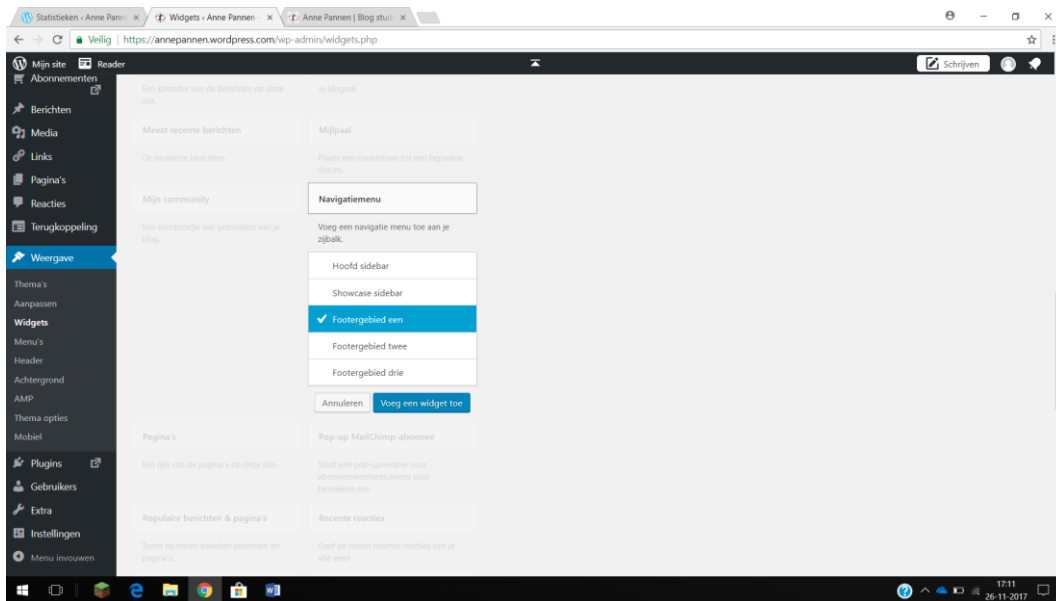 Statistieken ‹ Anne Pann
Widgets ‹ Anne Pannen
Anne Pannen | Blog stud
Veilig
https://annepannen.wordpress.com/wp-admin/widgets.php
Mijn site
Reader
Schrijven
Abonnementen
Berichten
Media
Links
Pagina's
Reacties
Terugkoppeling
Weergave
Thema's
Aanpassen
Widgets
Menu's
Header
Achtergrond
AMP
Thema opties
Mobiel
Plugins
Gebruikers
Extra
Instellingen
Menu invouwen
Een kalender van de berichten op deze
site.
Je blogroll
Meest recente berichten
De recentste berichten.
Mijlpaal
Plaats een countdown tot een bepaalde
datum.
Mijn community
Een voorproefje van gebruikers van je
blog.
Navigatiemenu
Voeg een navigatie menu toe aan je
zijbalk.
Hoofd sidebar
Showcase sidebar
Footergebied een
Footergebied twee
Footergebied drie
Annuleren
Voeg een widget toe
Pagina's
Een lijst van de pagina's op deze site.
Pop-up MailChimp-abonnee
Staat een pop-upvenster voor
abonnementsformulieren voor
bezoekers toe.
Populaire berichten & pagina's
Toont de meest bekeken berichten en
pagina's.
Recente reacties
Geef de meest recente reacties van je
site weer
17:11
26-11-2017